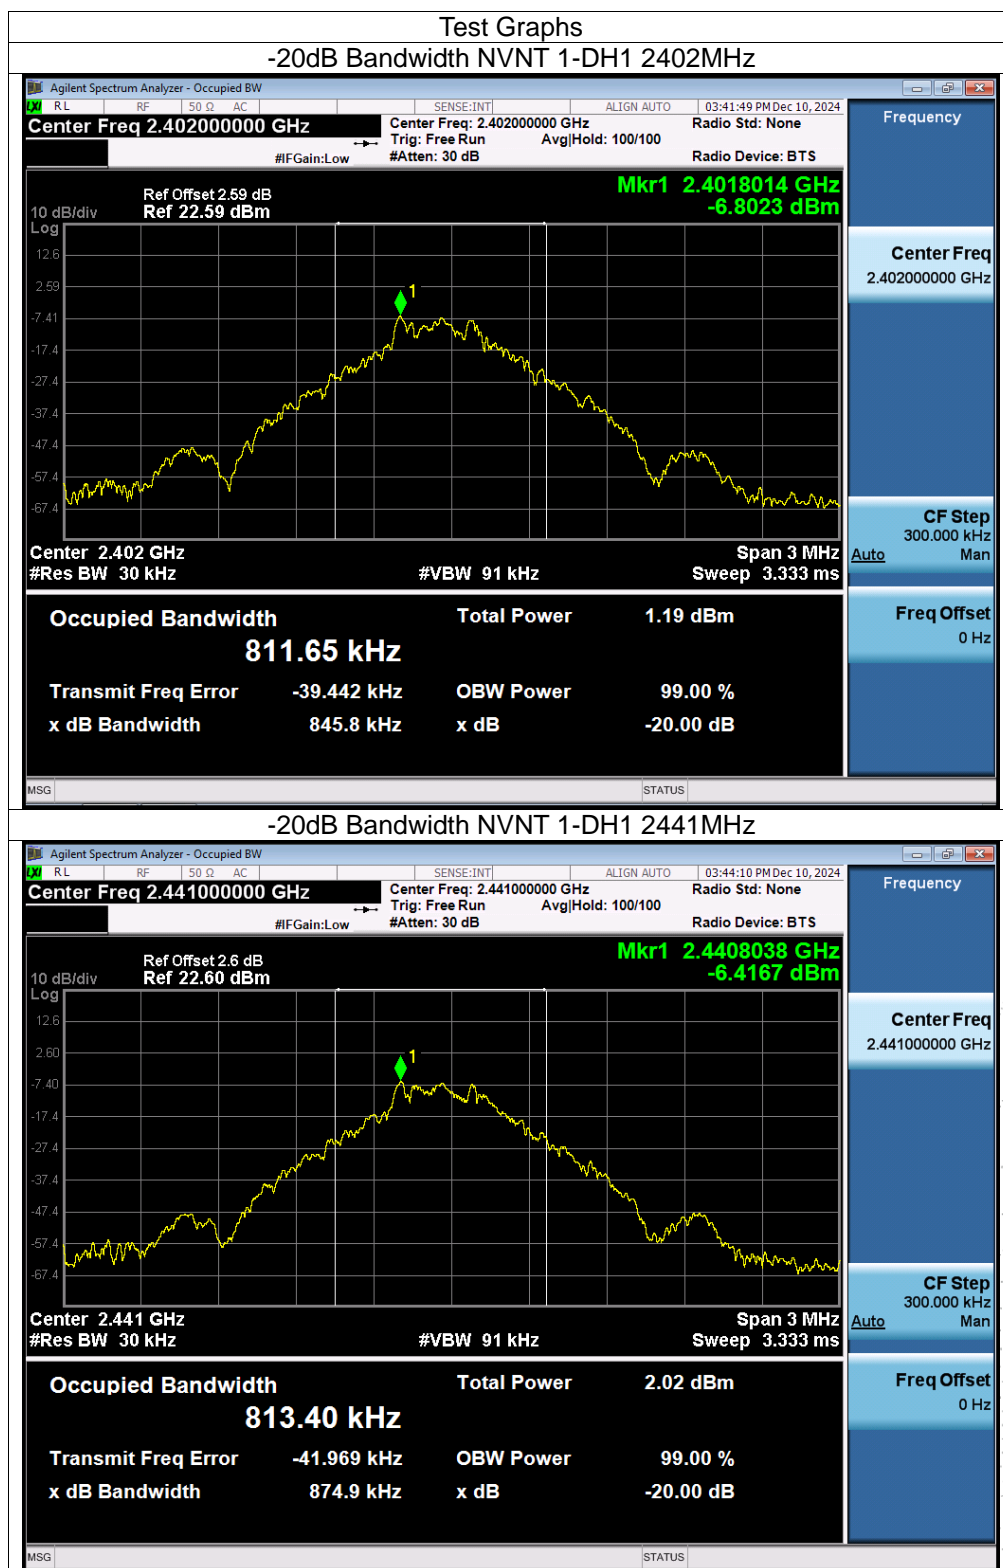 Test Graphs
-20dB Bandwidth NVNT 1-DH1 2402MHz
Agilent Spectrum Analyzer - Occupied BW
LXI RL RF 50 Ω AC SENSE:INT ALIGN AUTO 03:41:49 PM Dec 10, 2024
Center Freq 2.402000000 GHz
Center Freq: 2.402000000 GHz Radio Std: None
Trig: Free Run Avg|Hold: 100/100
#IFGain:Low #Atten: 30 dB Radio Device: BTS
Frequency
Mkr1 2.4018014 GHz
-6.8023 dBm
Ref Offset 2.59 dB
10 dB/div Ref 22.59 dBm
Log
12.6
2.59
1
-7.41
-17.4
-27.4
-37.4
-47.4
-57.4
-67.4
Center Freq
2.402000000 GHz
Center 2.402 GHz Span 3 MHz
#Res BW 30 kHz #VBW 91 kHz Sweep 3.333 ms
CF Step
300.000 kHz
Auto Man
Occupied Bandwidth Total Power 1.19 dBm
811.65 kHz
Transmit Freq Error -39.442 kHz OBW Power 99.00 %
x dB Bandwidth 845.8 kHz x dB -20.00 dB
Freq Offset
0 Hz
MSG STATUS
-20dB Bandwidth NVNT 1-DH1 2441MHz
Agilent Spectrum Analyzer - Occupied BW
LXI RL RF 50 Ω AC SENSE:INT ALIGN AUTO 03:44:10 PM Dec 10, 2024
Center Freq 2.441000000 GHz
Center Freq: 2.441000000 GHz Radio Std: None
Trig: Free Run Avg|Hold: 100/100
#IFGain:Low #Atten: 30 dB Radio Device: BTS
Frequency
Mkr1 2.4408038 GHz
-6.4167 dBm
Ref Offset 2.6 dB
10 dB/div Ref 22.60 dBm
Log
12.6
2.60
1
-7.40
-17.4
-27.4
-37.4
-47.4
-57.4
-67.4
Center Freq
2.441000000 GHz
Center 2.441 GHz Span 3 MHz
#Res BW 30 kHz #VBW 91 kHz Sweep 3.333 ms
CF Step
300.000 kHz
Auto Man
Occupied Bandwidth Total Power 2.02 dBm
813.40 kHz
Transmit Freq Error -41.969 kHz OBW Power 99.00 %
x dB Bandwidth 874.9 kHz x dB -20.00 dB
Freq Offset
0 Hz
MSG STATUS